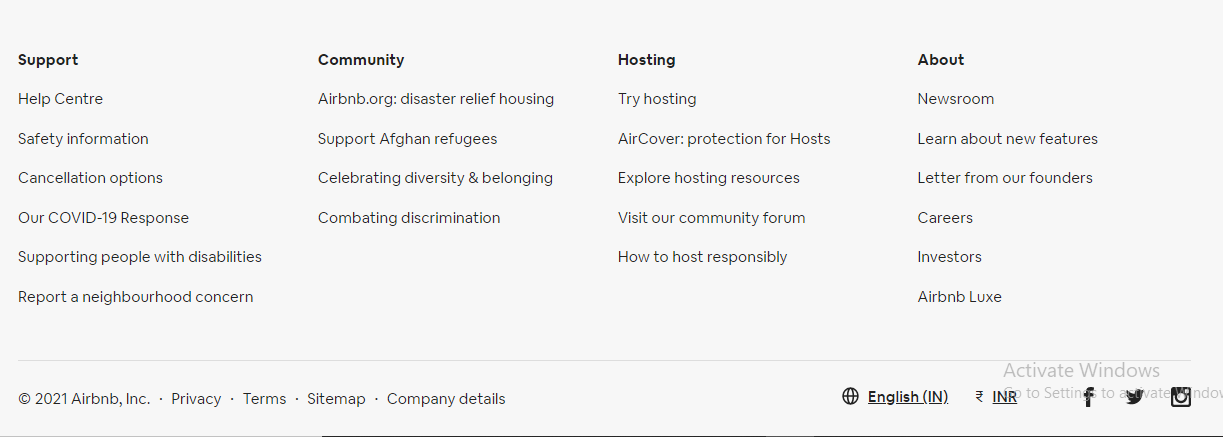 Support
Help Centre
Safety information
Cancellation options
Our COVID-19 Response
Supporting people with disabilities
Report a neighbourhood concern
Community
Airbnb.org: disaster relief housing
Support Afghan refugees
Celebrating diversity & belonging
Combating discrimination
Hosting
Try hosting
AirCover: protection for Hosts
Explore hosting resources
Visit our community forum
How to host responsibly
About
Newsroom
Learn about new features
Letter from our founders
Careers
Investors
Airbnb Luxe
© 2021 Airbnb, Inc. · Privacy · Terms · Sitemap · Company details
English (IN) ₹ INR
Activate Windows
Go to Settings to activate Window